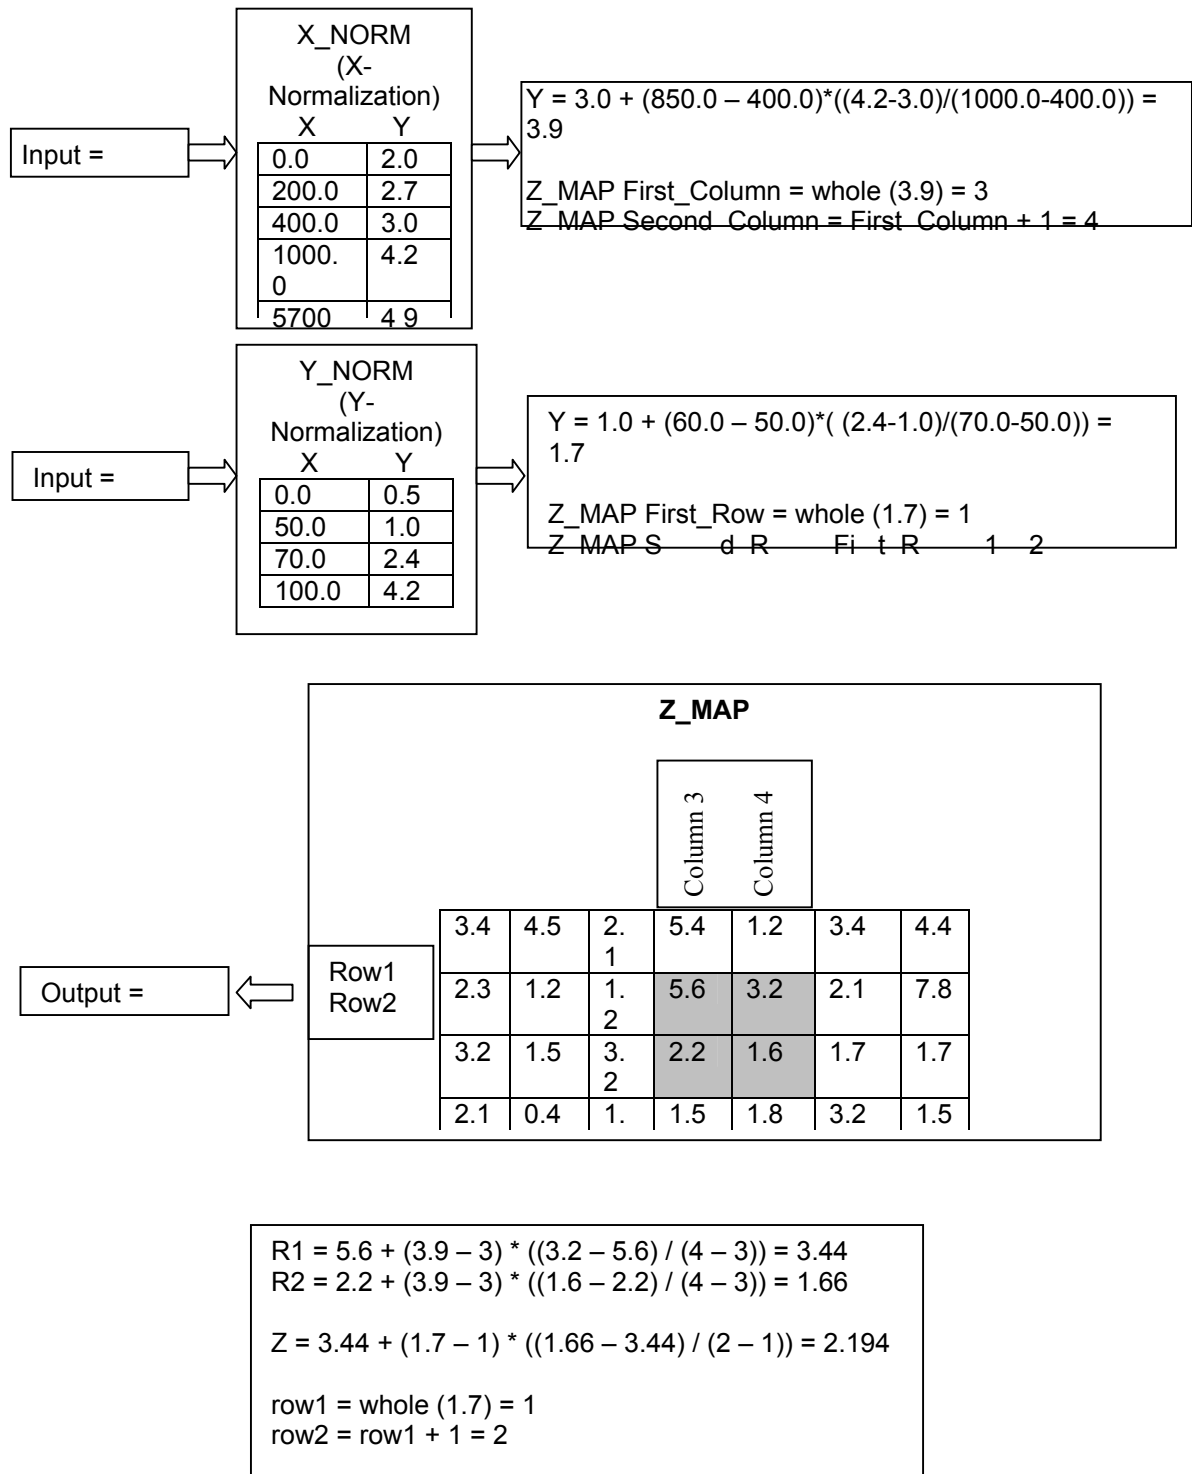 X_NORM
(X-
Normalization)
X Y
0.0 2.0
200.0 2.7
400.0 3.0
1000. 4.2
0
5700 4 9
Input =
Y = 3.0 + (850.0 – 400.0)*((4.2-3.0)/(1000.0-400.0)) =
3.9
Z_MAP First_Column = whole (3.9) = 3
Z_MAP Second_Column = First_Column + 1 = 4
Y_NORM
(Y-
Normalization)
X Y
0.0 0.5
50.0 1.0
70.0 2.4
100.0 4.2
Input =
Y = 1.0 + (60.0 – 50.0)*( (2.4-1.0)/(70.0-50.0)) =
1.7
Z_MAP First_Row = whole (1.7) = 1
Z_MAP S d_R Fi t_R 1 2
Z_MAP
Column 3
Column 4
3.4 4.5 2. 5.4 1.2 3.4 4.4
1
Row1
Row2
2.3 1.2 1. 5.6 3.2 2.1 7.8
2
3.2 1.5 3. 2.2 1.6 1.7 1.7
2
2.1 0.4 1. 1.5 1.8 3.2 1.5
Output =
R1 = 5.6 + (3.9 – 3) * ((3.2 – 5.6) / (4 – 3)) = 3.44
R2 = 2.2 + (3.9 – 3) * ((1.6 – 2.2) / (4 – 3)) = 1.66
Z = 3.44 + (1.7 – 1) * ((1.66 – 3.44) / (2 – 1)) = 2.194
row1 = whole (1.7) = 1
row2 = row1 + 1 = 2